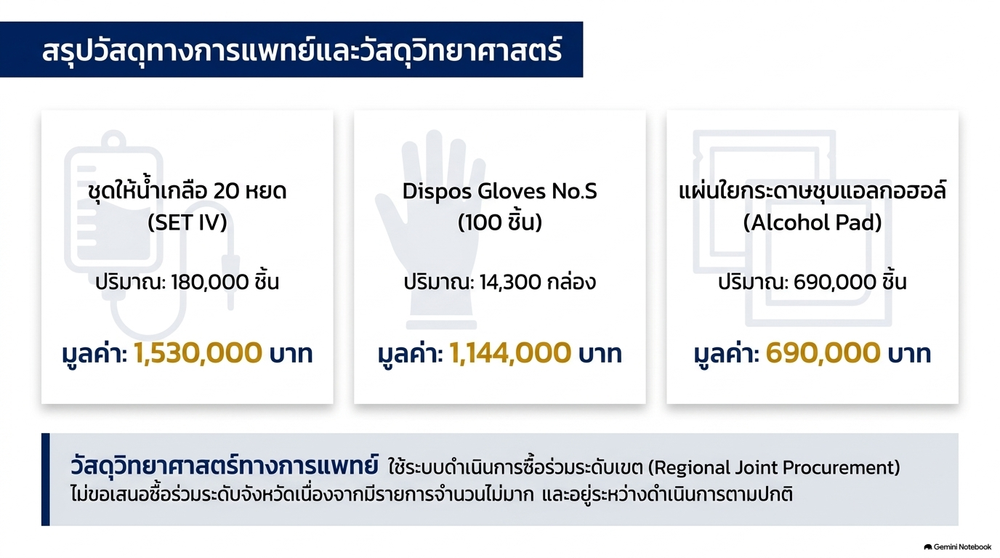 สรุปวัสดุทางการแพทย์และวัสดุวิทยาศาสตร์
ชุดให้น้ำเกลือ 20 หยด
(SET IV)
ปริมาณ: 180,000 ชิ้น
มูลค่า: 1,530,000 บาท
Dispos Gloves No.S
(100 ชิ้น)
ปริมาณ: 14,300 กล่อง
มูลค่า: 1,144,000 บาท
แผ่นใยกระดาษชุบแอลกอฮอล์
(Alcohol Pad)
ปริมาณ: 690,000 ชิ้น
มูลค่า: 690,000 บาท
วัสดุวิทยาศาสตร์ทางการแพทย์ ใช้ระบบดำเนินการซื้อร่วมระดับเขต (Regional Joint Procurement)
ไม่ขอเสนอซื้อร่วมระดับจังหวัดเนื่องจากมีรายการจำนวนไม่มาก และอยู่ระหว่างดำเนินการตามปกติ
Gemini Notebook